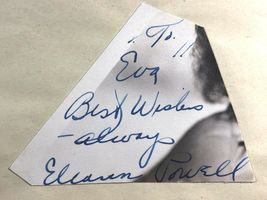 To !!
Eva
Best Wishes
- always
Eleanor Powell